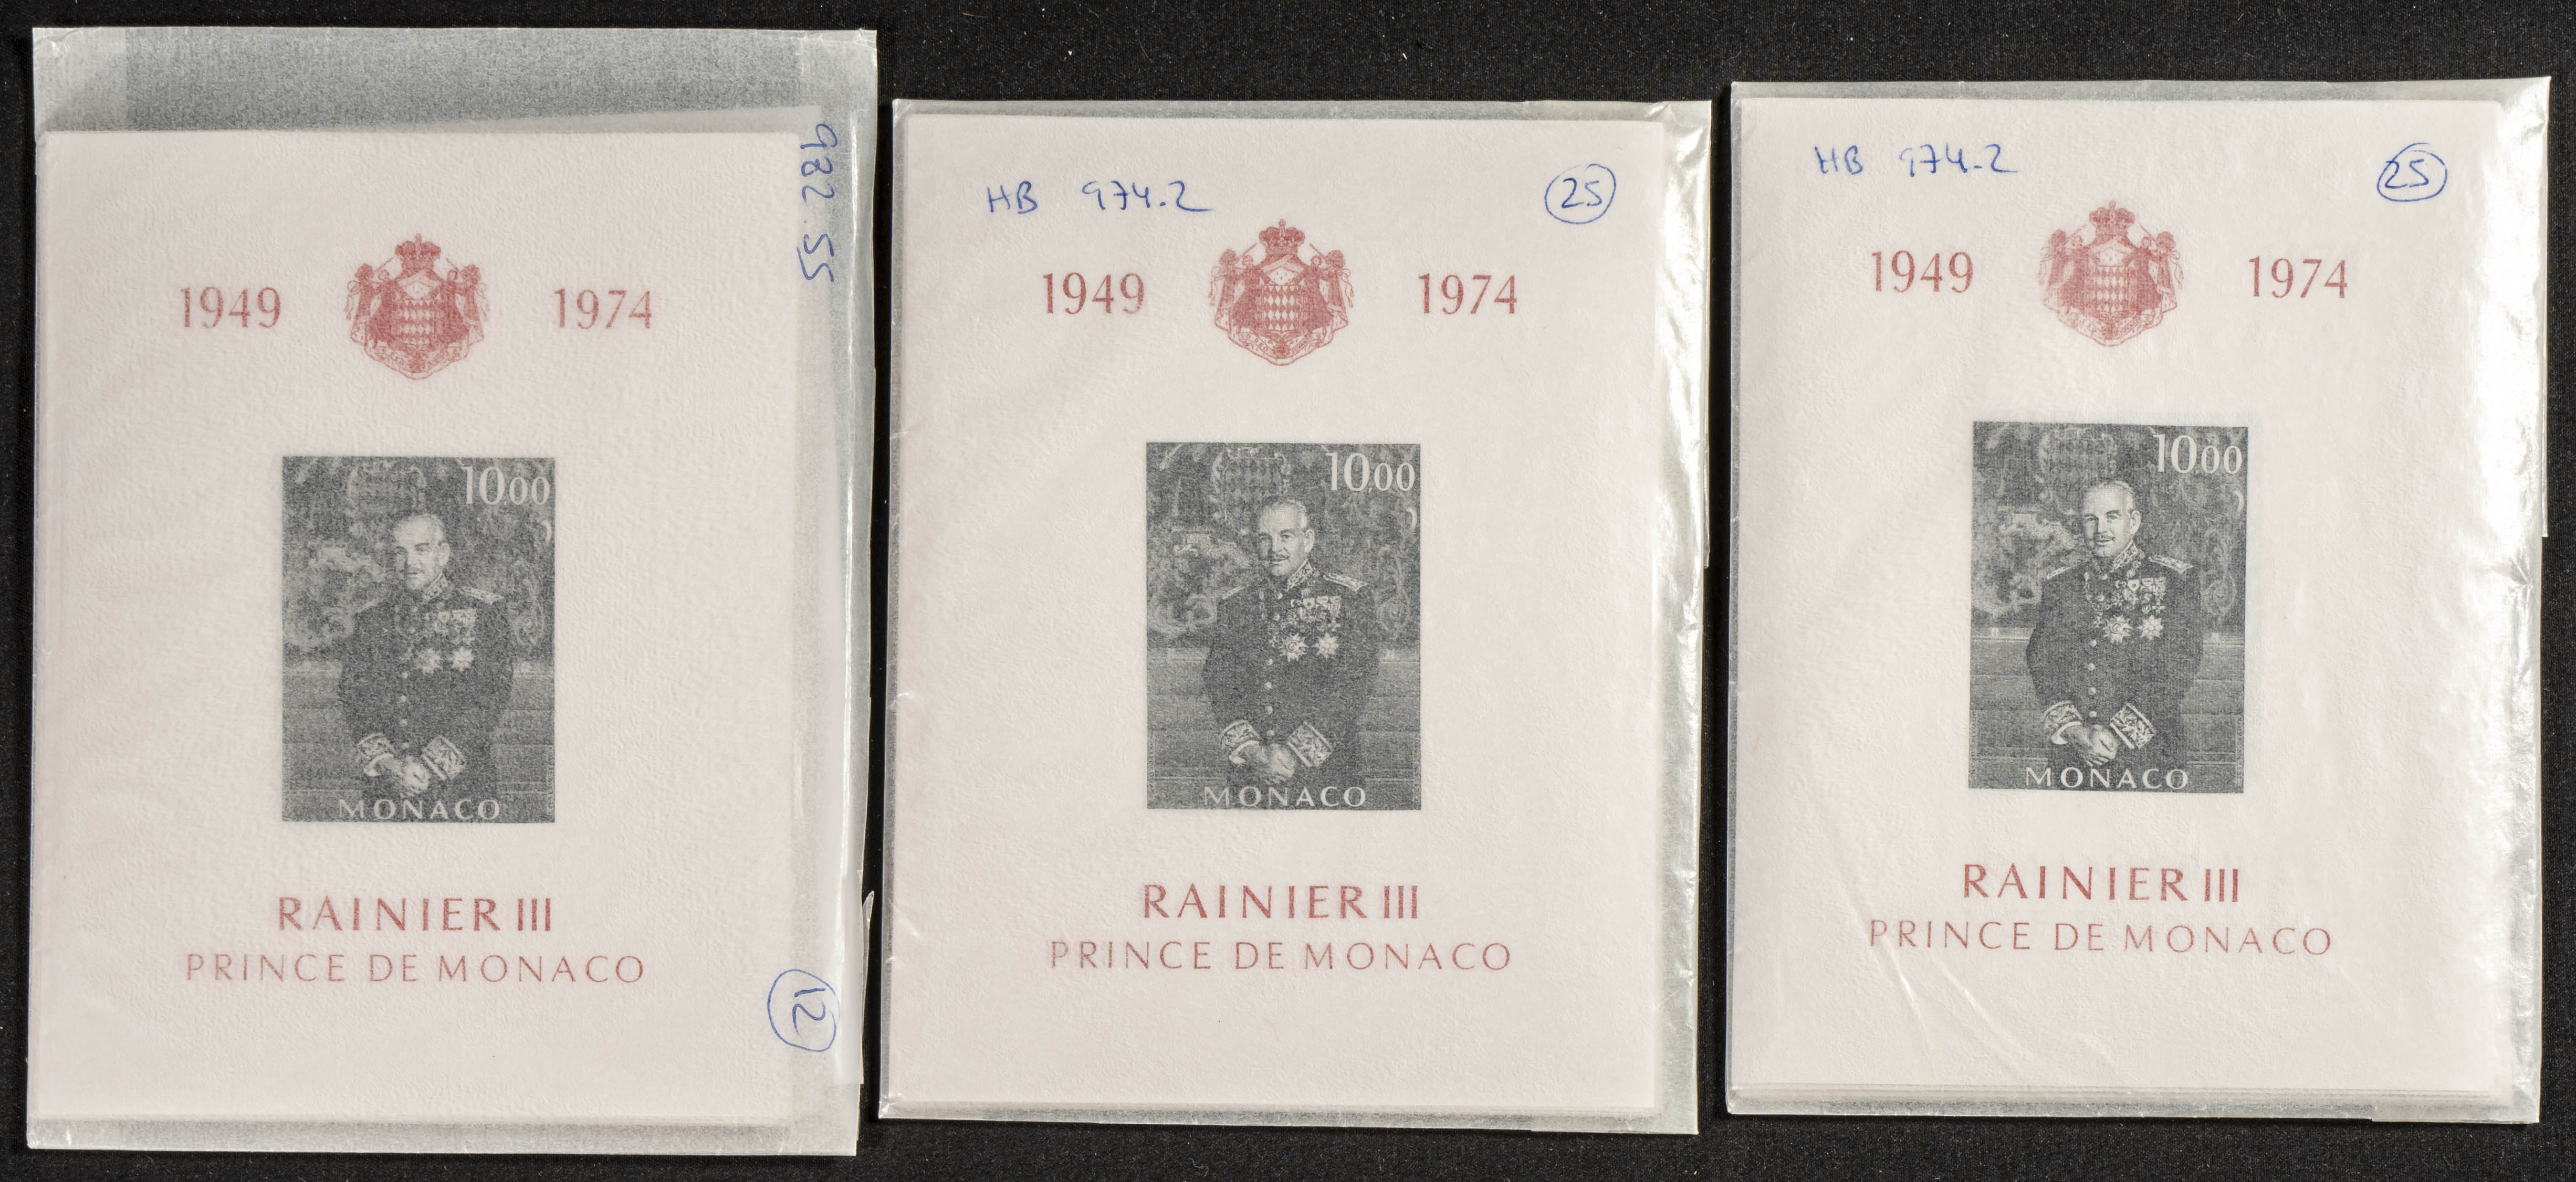 982 55
1949 1974
10.00
MONACO
RAINIER III
PRINCE DE MONACO
12
HB 974-2 25
1949 1974
10.00
MONACO
RAINIER III
PRINCE DE MONACO
HB 974-2 25
1949 1974
10.00
MONACO
RAINIER III
PRINCE DE MONACO